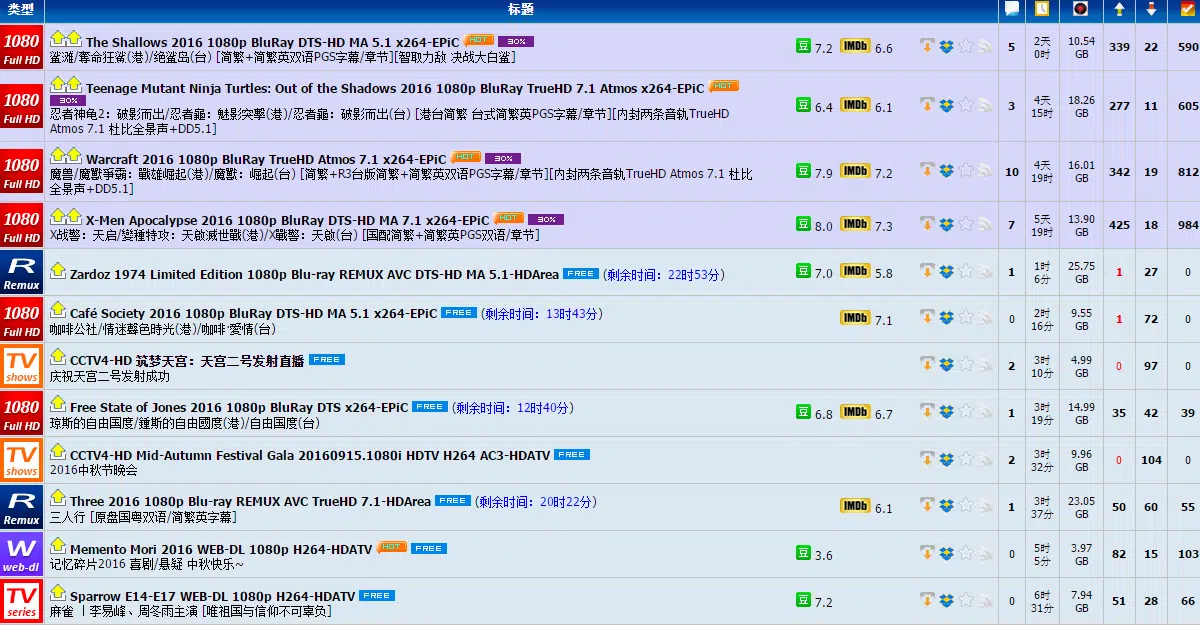 类型 标题
1080 Full HD The Shallows 2016 1080p BluRay DTS-HD MA 5.1 x264-EPiC HOT 30% 豆 7.2 IMDb 6.6 5 2天0时 10.54 GB 339 22 590
鲨滩/夺命狂鲨(港)/绝鲨岛(台) [简繁+简繁英双语PGS字幕/章节][智取力敌 决战大白鲨]
1080 Full HD Teenage Mutant Ninja Turtles: Out of the Shadows 2016 1080p BluRay TrueHD 7.1 Atmos x264-EPiC HOT
30% 豆 6.4 IMDb 6.1 3 4天15时 18.26 GB 277 11 605
忍者神龟2：破影而出/忍者龜：魅影突擊(港)/忍者龜：破影而出(台) [港台简繁 台式简繁英PGS字幕/章节][内封两条音轨TrueHD
Atmos 7.1 杜比全景声+DD5.1]
1080 Full HD Warcraft 2016 1080p BluRay TrueHD Atmos 7.1 x264-EPiC HOT 30% 豆 7.9 IMDb 7.2 10 4天19时 16.01 GB 342 19 812
魔兽/魔獸爭霸：戰雄崛起(港)/魔獸：崛起(台) [简繁+R3台版简繁+简繁英双语PGS字幕/章节][内封两条音轨TrueHD Atmos 7.1 杜比
全景声+DD5.1]
1080 Full HD X-Men Apocalypse 2016 1080p BluRay DTS-HD MA 7.1 x264-EPiC HOT 30% 豆 8.0 IMDb 7.3 7 5天19时 13.90 GB 425 18 984
X战警：天启/變種特攻：天啟滅世戰(港)/X戰警：天啟(台) [国配简繁+简繁英PGS双语/章节]
R Remux Zardoz 1974 Limited Edition 1080p Blu-ray REMUX AVC DTS-HD MA 5.1-HDArea FREE (剩余时间：22时53分) 豆 7.0 IMDb 5.8 1 1时6分 25.75 GB 1 27 0
1080 Full HD Café Society 2016 1080p BluRay DTS-HD MA 5.1 x264-EPiC FREE (剩余时间：13时43分) IMDb 7.1 0 2时16分 9.55 GB 1 72 0
咖啡公社/情迷聲色時光(港)/咖啡·愛情(台)
TV shows CCTV4-HD 筑梦天宫：天宫二号发射直播 FREE 2 3时10分 4.99 GB 0 97 0
庆祝天宫二号发射成功
1080 Full HD Free State of Jones 2016 1080p BluRay DTS x264-EPiC FREE (剩余时间：12时40分) 豆 6.8 IMDb 6.7 1 3时19分 14.99 GB 35 42 39
琼斯的自由国度/鍾斯的自由國度(港)/自由国度(台)
TV shows CCTV4-HD Mid-Autumn Festival Gala 20160915.1080i HDTV H264 AC3-HDATV FREE 2 3时32分 9.96 GB 0 104 0
2016中秋节晚会
R Remux Three 2016 1080p Blu-ray REMUX AVC TrueHD 7.1-HDArea FREE (剩余时间：20时22分) IMDb 6.1 1 3时37分 23.05 GB 50 60 55
三人行 [原盘国粤双语/简繁英字幕]
W web-dl Memento Mori 2016 WEB-DL 1080p H264-HDATV HOT FREE 豆 3.6 0 5时5分 3.97 GB 82 15 103
记忆碎片2016 喜剧/悬疑 中秋快乐~
TV series Sparrow E14-E17 WEB-DL 1080p H264-HDATV FREE 豆 7.2 0 6时31分 7.94 GB 51 28 66
麻雀 丨李易峰、周冬雨主演 [唯祖国与信仰不可辜负]